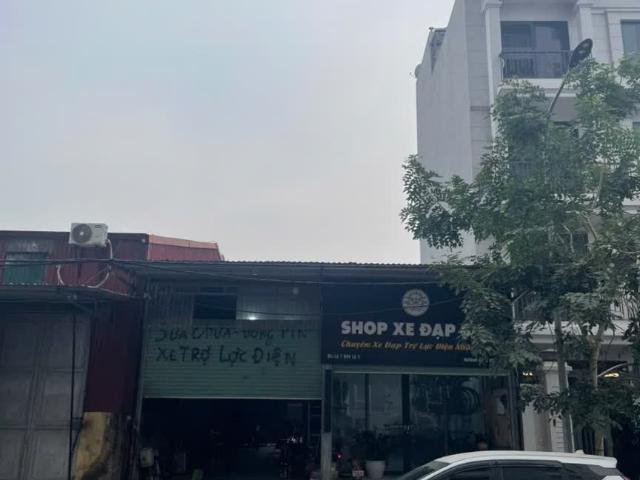 SỬA CHỮA - ĐÓNG PIN
XE TRỢ LỰC ĐIỆN
SHOP XE ĐẠP
Chuyên Xe Đạp Trợ Lực Điện